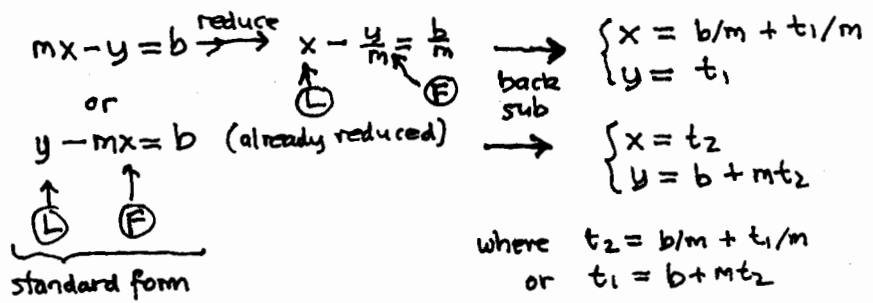 mx - y = b reduce → x - y/m = b/m → back sub { x = b/m + t₁/m
y = t₁
Ⓛ Ⓕ
or
y - mx = b (already reduced) → { x = t₂
y = b + mt₂
Ⓛ Ⓕ
standard form
where t₂ = b/m + t₁/m
or t₁ = b + mt₂